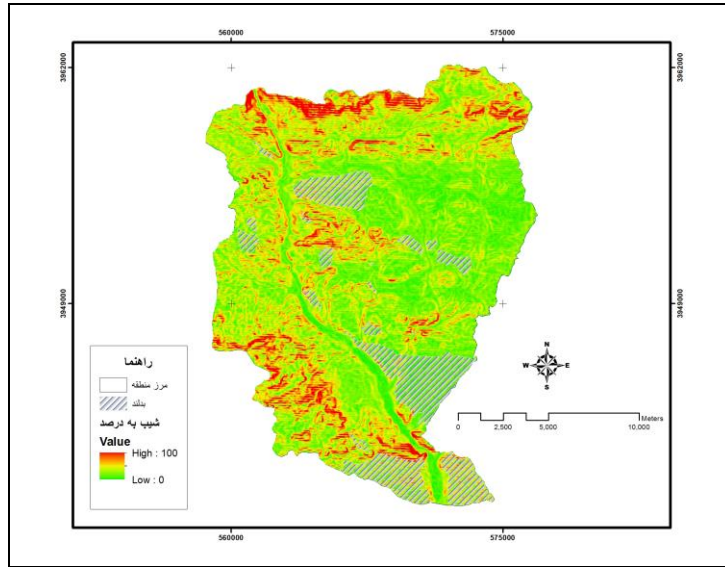 560000 575000
3962000 3962000
3949000 3949000
راهنما
مرز منطقه
بدلند
شیب به درصد
Value
High : 100
Low : 0
N
W E
S
Meters
0 2,500 5,000 10,000
560000 575000